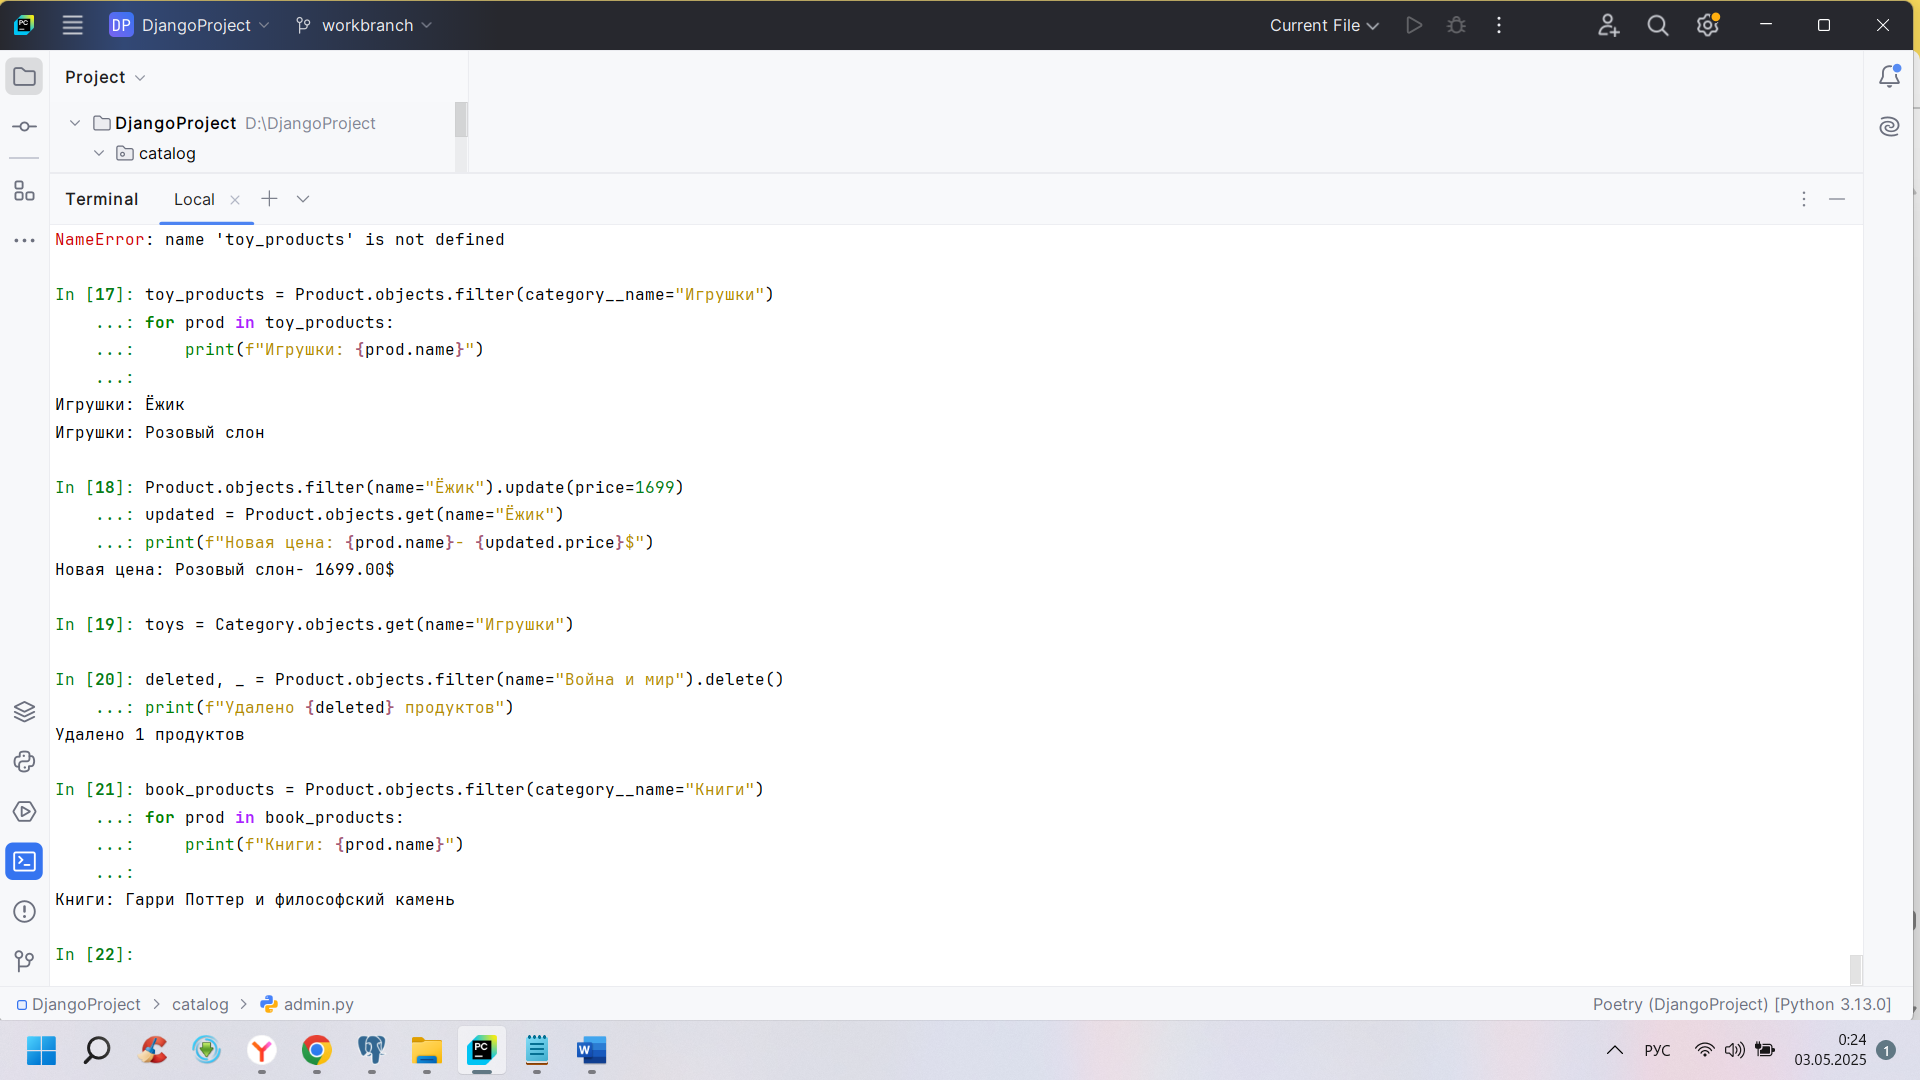 DP DjangoProject workbranch Current File
Project
DjangoProject D:\DjangoProject
catalog
Terminal Local
NameError: name 'toy_products' is not defined
In [17]: toy_products = Product.objects.filter(category__name="Игрушки")
...: for prod in toy_products:
...:     print(f"Игрушки: {prod.name}")
...:
Игрушки: Ёжик
Игрушки: Розовый слон
In [18]: Product.objects.filter(name="Ёжик").update(price=1699)
...: updated = Product.objects.get(name="Ёжик")
...: print(f"Новая цена: {prod.name}- {updated.price}$")
Новая цена: Розовый слон- 1699.00$
In [19]: toys = Category.objects.get(name="Игрушки")
In [20]: deleted, _ = Product.objects.filter(name="Война и мир").delete()
...: print(f"Удалено {deleted} продуктов")
Удалено 1 продуктов
In [21]: book_products = Product.objects.filter(category__name="Книги")
...: for prod in book_products:
...:     print(f"Книги: {prod.name}")
...:
Книги: Гарри Поттер и философский камень
In [22]:
DjangoProject > catalog > admin.py Poetry (DjangoProject) [Python 3.13.0]
РУС 0:24
03.05.2025 1